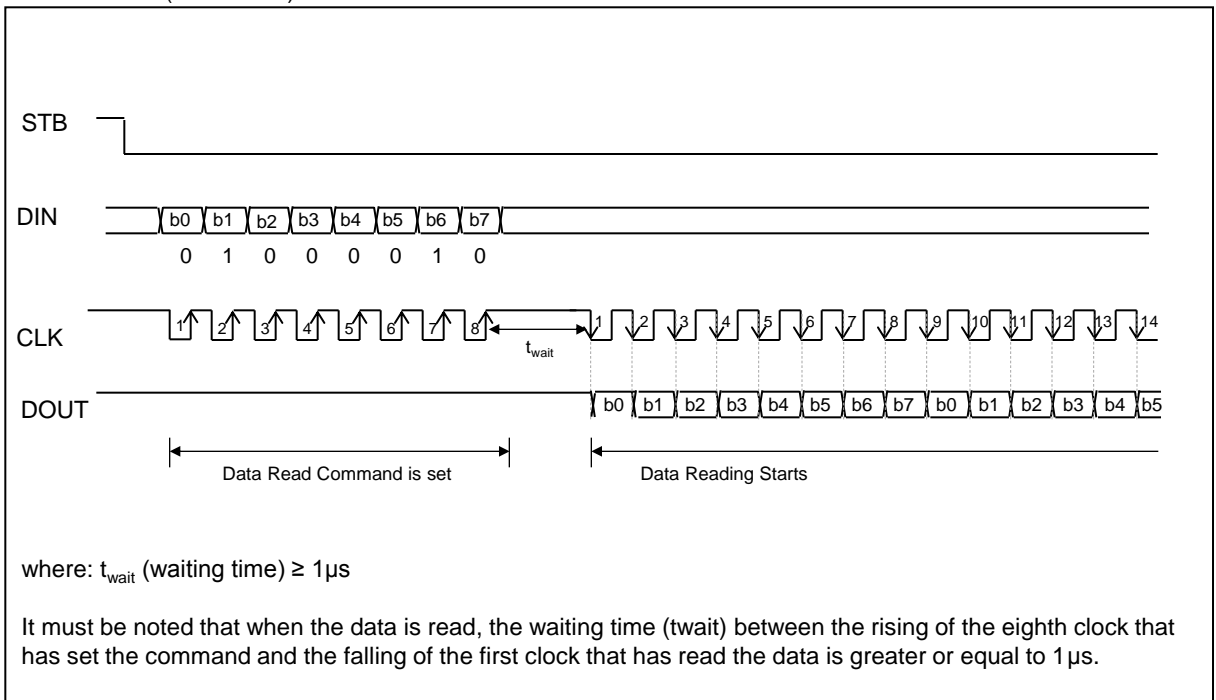 STB
DIN b0 b1 b2 b3 b4 b5 b6 b7
0 1 0 0 0 0 1 0
CLK 1 2 3 4 5 6 7 8 1 2 3 4 5 6 7 8 9 10 11 12 13 14
twait
DOUT b0 b1 b2 b3 b4 b5 b6 b7 b0 b1 b2 b3 b4 b5
Data Read Command is set Data Reading Starts
where: twait (waiting time) ≥ 1µs
It must be noted that when the data is read, the waiting time (twait) between the rising of the eighth clock that
has set the command and the falling of the first clock that has read the data is greater or equal to 1µs.